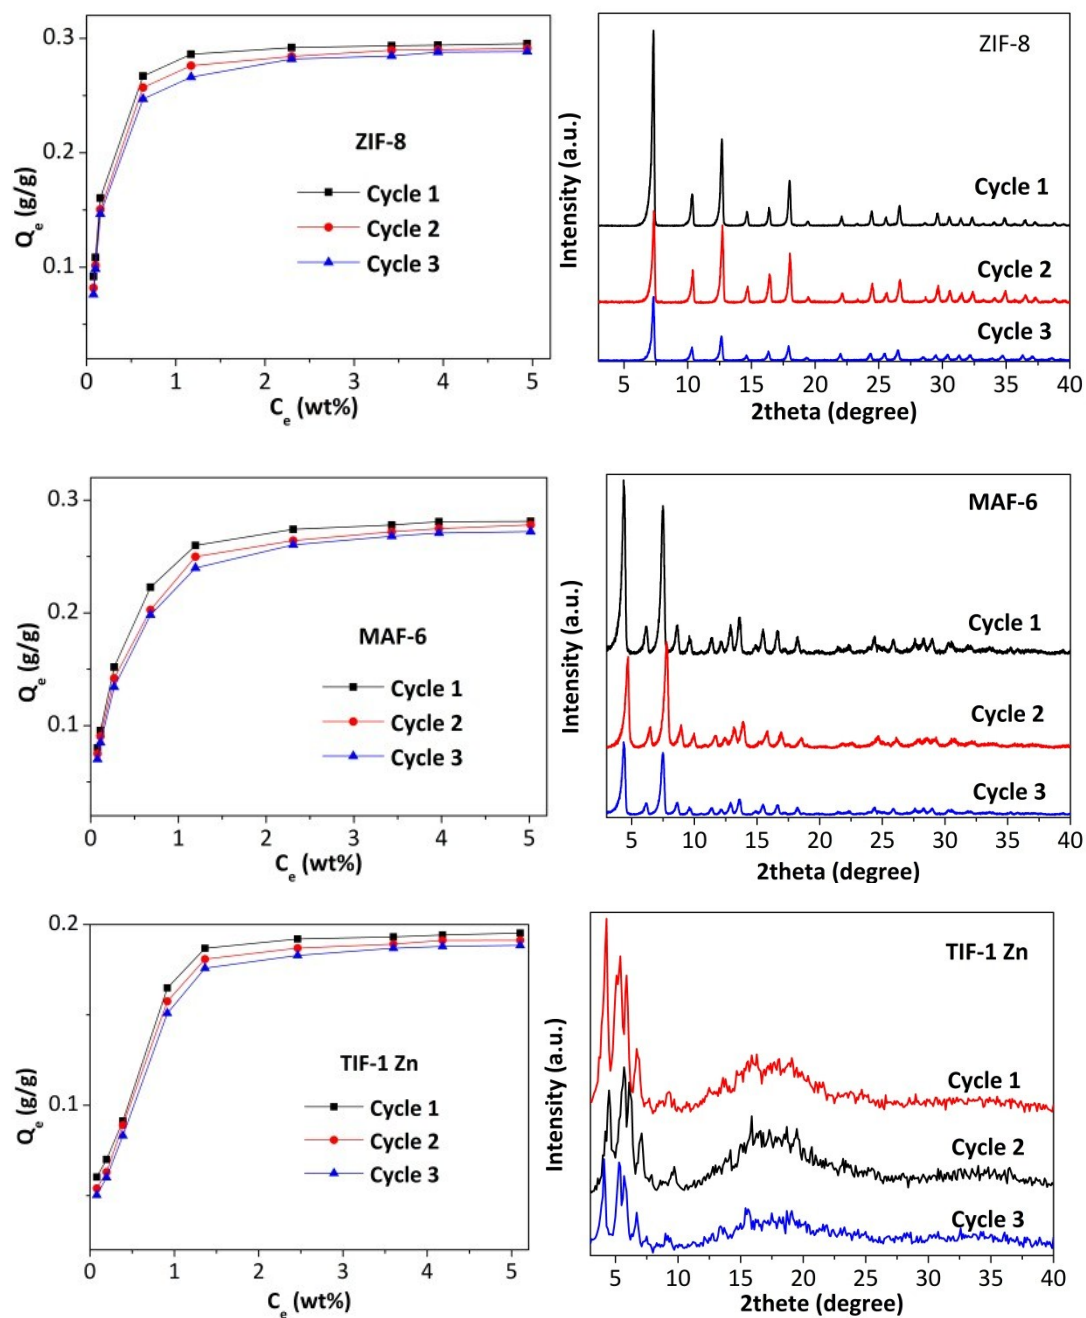 0.3
0.2
0.1
Qe (g/g)
ZIF-8
Cycle 1
Cycle 2
Cycle 3
0 1 2 3 4 5
Ce (wt%)
Intensity (a.u.)
ZIF-8
Cycle 1
Cycle 2
Cycle 3
5 10 15 20 25 30 35 40
2theta (degree)
0.3
0.2
0.1
Qe (g/g)
MAF-6
Cycle 1
Cycle 2
Cycle 3
0 1 2 3 4 5
Ce (wt%)
Intensity (a.u.)
MAF-6
Cycle 1
Cycle 2
Cycle 3
5 10 15 20 25 30 35 40
2theta (degree)
0.2
0.1
Qe (g/g)
TIF-1 Zn
Cycle 1
Cycle 2
Cycle 3
0 1 2 3 4 5
Ce (wt%)
Intensity (a.u.)
TIF-1 Zn
Cycle 1
Cycle 2
Cycle 3
5 10 15 20 25 30 35 40
2thete (degree)